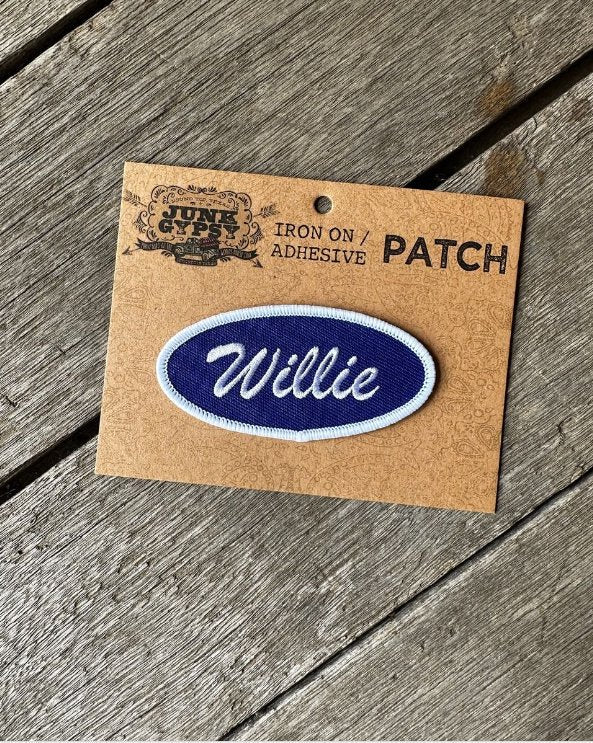 JUNK
GYPSY
IRON ON /
ADHESIVE
PATCH
Willie